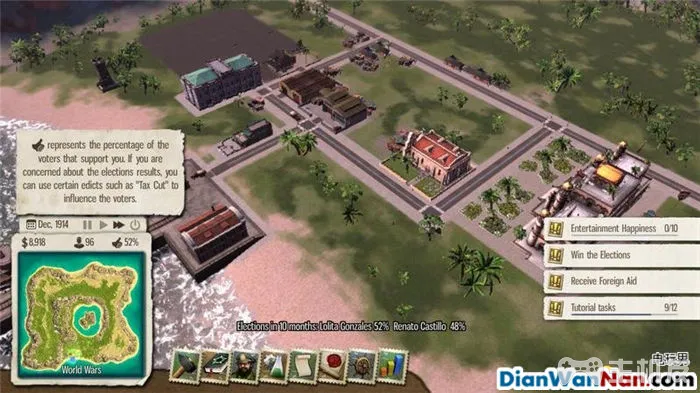 represents the percentage of the
voters that support you. If you are
concerned about the elections results, you
can use certain edicts such as "Tax Cut" to
influence the voters.
Dec, 1914
$8,918 96 52%
World Wars
Entertainment Happiness 0/10
Win the Elections
Receive Foreign Aid
Tutorial tasks 9/12
Elections in 10 months: Lolita Gonzales 52% Renato Castillo 48%
电玩男
DianWanNan.com